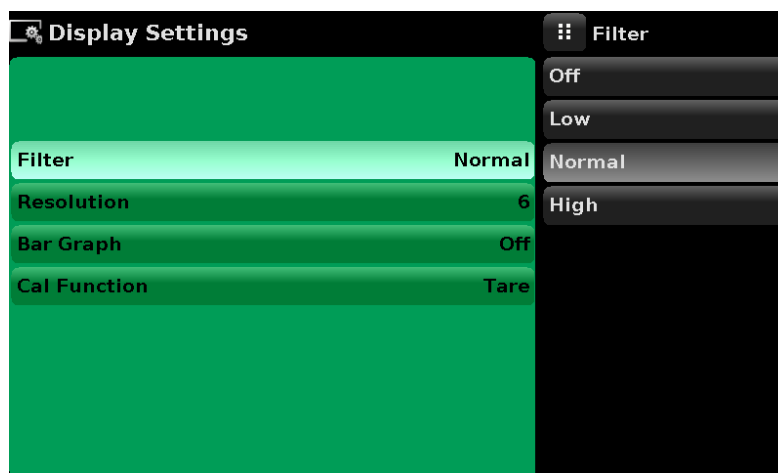 Display Settings
Filter Normal
Resolution 6
Bar Graph Off
Cal Function Tare
Filter
Off
Low
Normal
High